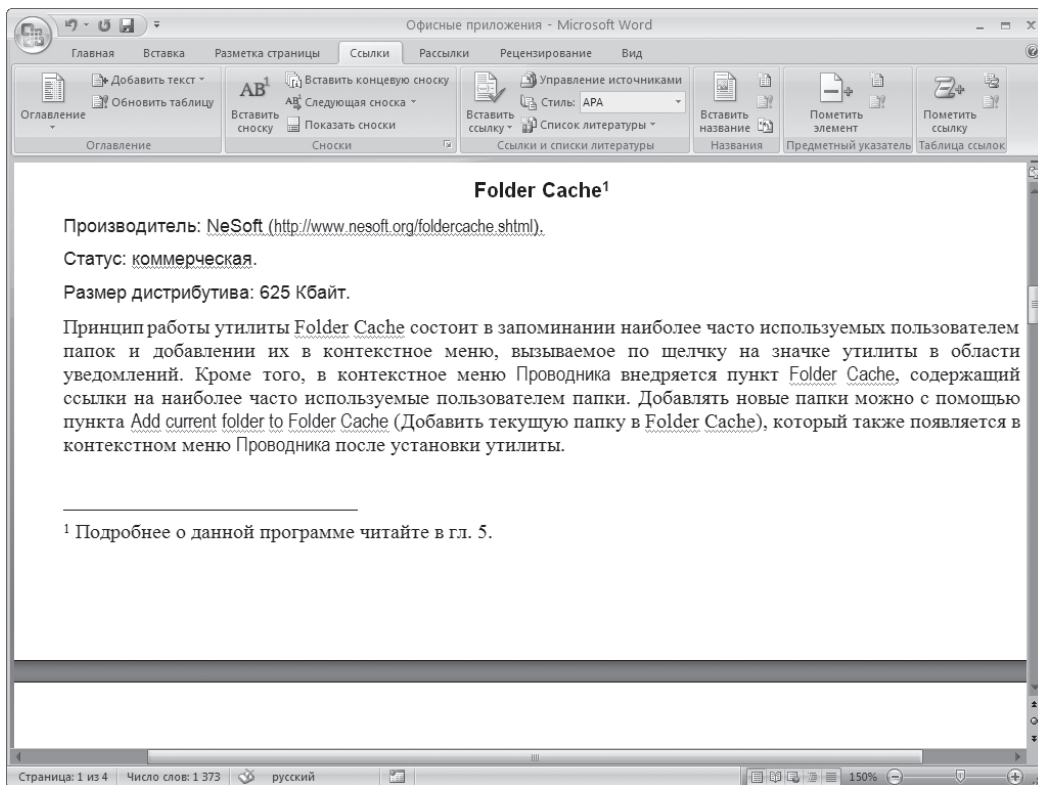 Офисные приложения - Microsoft Word
Главная Вставка Разметка страницы Ссылки Рассылки Рецензирование Вид
Оглавление
Добавить текст
Обновить таблицу
Оглавление
AB¹
Вставить сноску
Вставить концевую сноску
Следующая сноска
Показать сноски
Сноски
Вставить ссылку
Управление источниками
Стиль: APA
Список литературы
Ссылки и списки литературы
Вставить название
Названия
Пометить элемент
Предметный указатель
Пометить ссылку
Таблица ссылок
Folder Cache¹
Производитель: NeSoft (http://www.nesoft.org/foldercache.shtml).
Статус: коммерческая.
Размер дистрибутива: 625 Кбайт.
Принцип работы утилиты Folder Cache состоит в запоминании наиболее часто используемых пользователем
папок и добавлении их в контекстное меню, вызываемое по щелчку на значке утилиты в области
уведомлений. Кроме того, в контекстное меню Проводника внедряется пункт Folder Cache, содержащий
ссылки на наиболее часто используемые пользователем папки. Добавлять новые папки можно с помощью
пункта Add current folder to Folder Cache (Добавить текущую папку в Folder Cache), который также появляется в
контекстном меню Проводника после установки утилиты.
¹ Подробнее о данной программе читайте в гл. 5.
Страница: 1 из 4 Число слов: 1 373 русский 150%